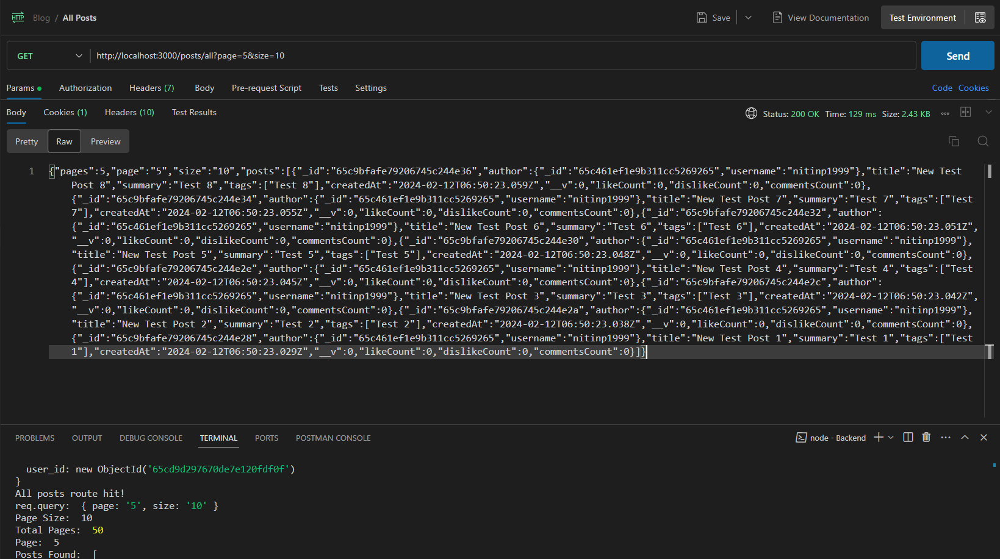 HTTP Blog / All Posts Save View Documentation Test Environment
GET http://localhost:3000/posts/all?page=5&size=10 Send
Params Authorization Headers (7) Body Pre-request Script Tests Settings Code Cookies
Body Cookies (1) Headers (10) Test Results Status: 200 OK Time: 129 ms Size: 2.43 KB
Pretty Raw Preview
1 {"pages":5,"page":"5","size":"10","posts":[{"_id":"65c9bfafe79206745c244e36","author":{"_id":"65c461ef1e9b311cc5269265","username":"nitinp1999"},"title":"New Test
Post 8","summary":"Test 8","tags":["Test 8"],"createdAt":"2024-02-12T06:50:23.059Z","__v":0,"likeCount":0,"dislikeCount":0,"commentsCount":0},
{"_id":"65c9bfafe79206745c244e34","author":{"_id":"65c461ef1e9b311cc5269265","username":"nitinp1999"},"title":"New Test Post 7","summary":"Test 7","tags":["Test
7"],"createdAt":"2024-02-12T06:50:23.055Z","__v":0,"likeCount":0,"dislikeCount":0,"commentsCount":0},{"_id":"65c9bfafe79206745c244e32","author":
{"_id":"65c461ef1e9b311cc5269265","username":"nitinp1999"},"title":"New Test Post 6","summary":"Test 6","tags":["Test 6"],"createdAt":"2024-02-12T06:50:23.051Z",
"__v":0,"likeCount":0,"dislikeCount":0,"commentsCount":0},{"_id":"65c9bfafe79206745c244e30","author":{"_id":"65c461ef1e9b311cc5269265","username":"nitinp1999"},
"title":"New Test Post 5","summary":"Test 5","tags":["Test 5"],"createdAt":"2024-02-12T06:50:23.048Z","__v":0,"likeCount":0,"dislikeCount":0,"commentsCount":0},
{"_id":"65c9bfafe79206745c244e2e","author":{"_id":"65c461ef1e9b311cc5269265","username":"nitinp1999"},"title":"New Test Post 4","summary":"Test 4","tags":["Test
4"],"createdAt":"2024-02-12T06:50:23.045Z","__v":0,"likeCount":0,"dislikeCount":0,"commentsCount":0},{"_id":"65c9bfafe79206745c244e2c","author":
{"_id":"65c461ef1e9b311cc5269265","username":"nitinp1999"},"title":"New Test Post 3","summary":"Test 3","tags":["Test 3"],"createdAt":"2024-02-12T06:50:23.042Z",
"__v":0,"likeCount":0,"dislikeCount":0,"commentsCount":0},{"_id":"65c9bfafe79206745c244e2a","author":{"_id":"65c461ef1e9b311cc5269265","username":"nitinp1999"},
"title":"New Test Post 2","summary":"Test 2","tags":["Test 2"],"createdAt":"2024-02-12T06:50:23.038Z","__v":0,"likeCount":0,"dislikeCount":0,"commentsCount":0},
{"_id":"65c9bfafe79206745c244e28","author":{"_id":"65c461ef1e9b311cc5269265","username":"nitinp1999"},"title":"New Test Post 1","summary":"Test 1","tags":["Test
1"],"createdAt":"2024-02-12T06:50:23.029Z","__v":0,"likeCount":0,"dislikeCount":0,"commentsCount":0}]}
PROBLEMS OUTPUT DEBUG CONSOLE TERMINAL PORTS POSTMAN CONSOLE node - Backend
user_id: new ObjectId('65cd9d297670de7e120fdf0f')
}
All posts route hit!
req.query: { page: '5', size: '10' }
Page Size: 10
Total Pages: 50
Page: 5
Posts Found: [